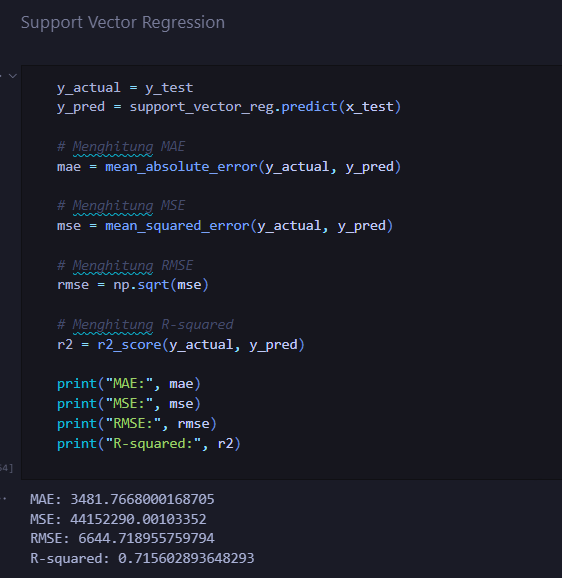 Support Vector Regression
y_actual = y_test
y_pred = support_vector_reg.predict(x_test)
# Menghitung MAE
mae = mean_absolute_error(y_actual, y_pred)
# Menghitung MSE
mse = mean_squared_error(y_actual, y_pred)
# Menghitung RMSE
rmse = np.sqrt(mse)
# Menghitung R-squared
r2 = r2_score(y_actual, y_pred)
print("MAE:", mae)
print("MSE:", mse)
print("RMSE:", rmse)
print("R-squared:", r2)
MAE: 3481.7668000168705
MSE: 44152290.00103352
RMSE: 6644.718955759794
R-squared: 0.715602893648293